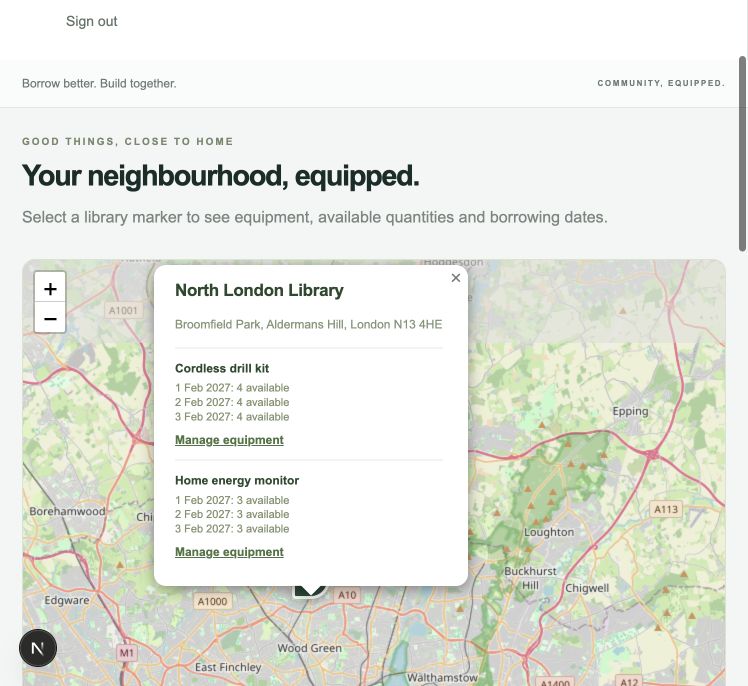 Sign out
Borrow better. Build together.
COMMUNITY, EQUIPPED.
GOOD THINGS, CLOSE TO HOME
Your neighbourhood, equipped.
Select a library marker to see equipment, available quantities and borrowing dates.
+
−
North London Library
×
Broomfield Park, Aldermans Hill, London N13 4HE
Cordless drill kit
1 Feb 2027: 4 available
2 Feb 2027: 4 available
3 Feb 2027: 4 available
Manage equipment
Home energy monitor
1 Feb 2027: 3 available
2 Feb 2027: 3 available
3 Feb 2027: 3 available
Manage equipment
Hoddesdon
A1001
Epping
A113
Borehamwood
Loughton
Buckhurst
Hill
Chigwell
Edgware
A1000
A10
N
M1
Wood Green
East Finchley
Walthamstow
A1400
A12